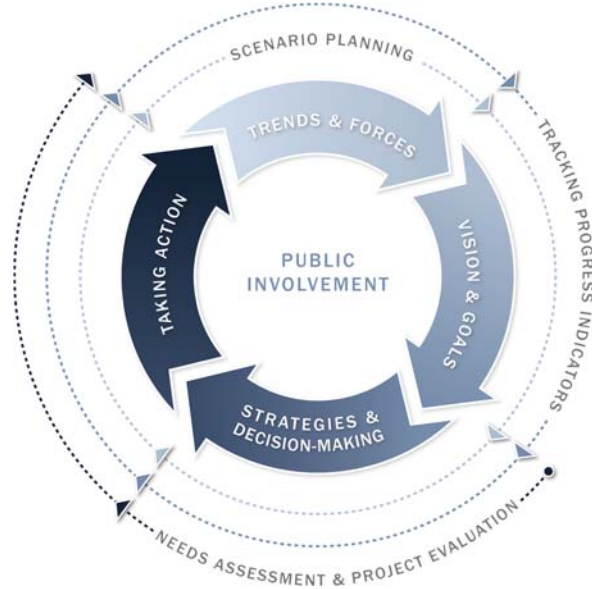 SCENARIO PLANNING
TRENDS & FORCES
TRACKING PROGRESS INDICATORS
VISION & GOALS
PUBLIC
INVOLVEMENT
TAKING ACTION
STRATEGIES &
DECISION-MAKING
NEEDS ASSESSMENT & PROJECT EVALUATION